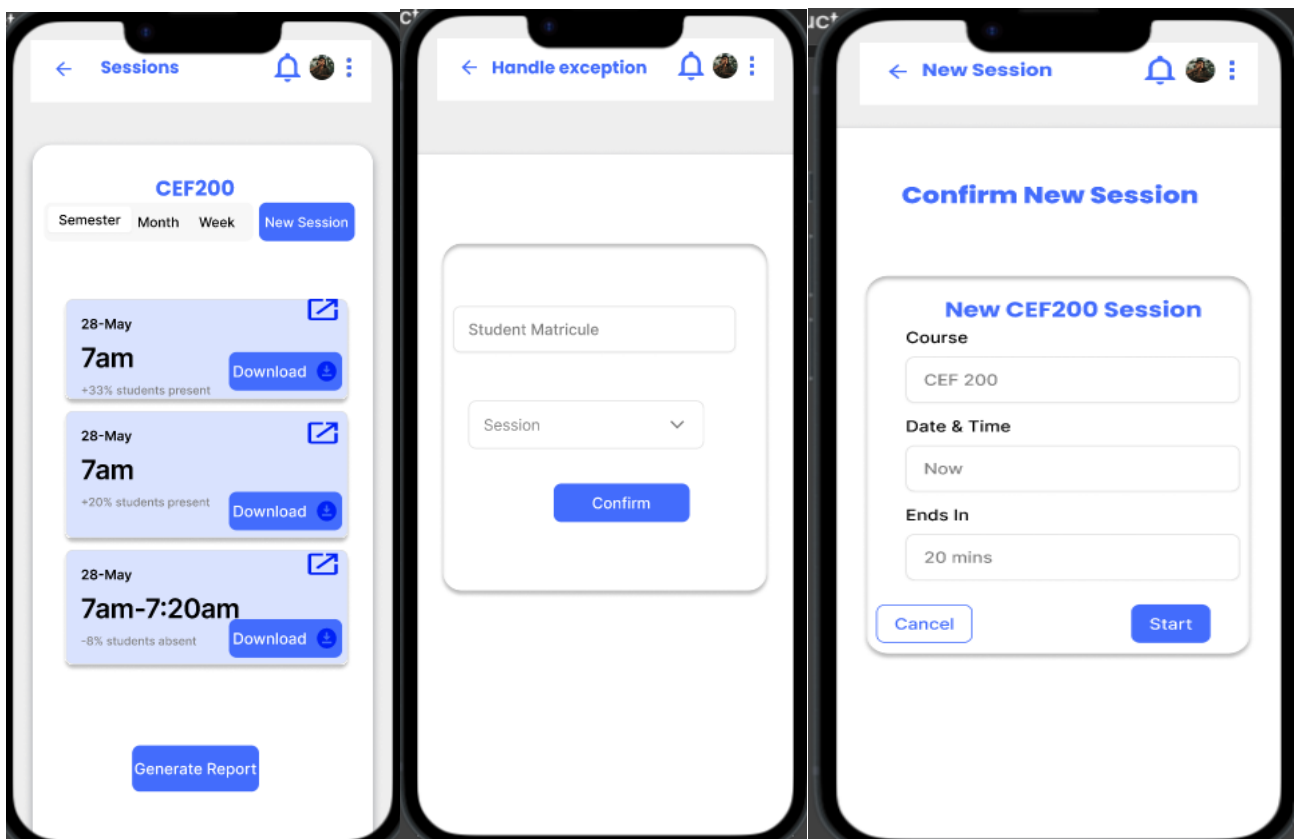 Sessions
CEF200
Semester Month Week New Session
28-May
7am
Download
+33% students present
28-May
7am
+20% students present
Download
28-May
7am-7:20am
-8% students absent
Download
Generate Report
Handle exception
Student Matricule
Session
Confirm
New Session
Confirm New Session
New CEF200 Session
Course
CEF 200
Date & Time
Now
Ends In
20 mins
Cancel Start